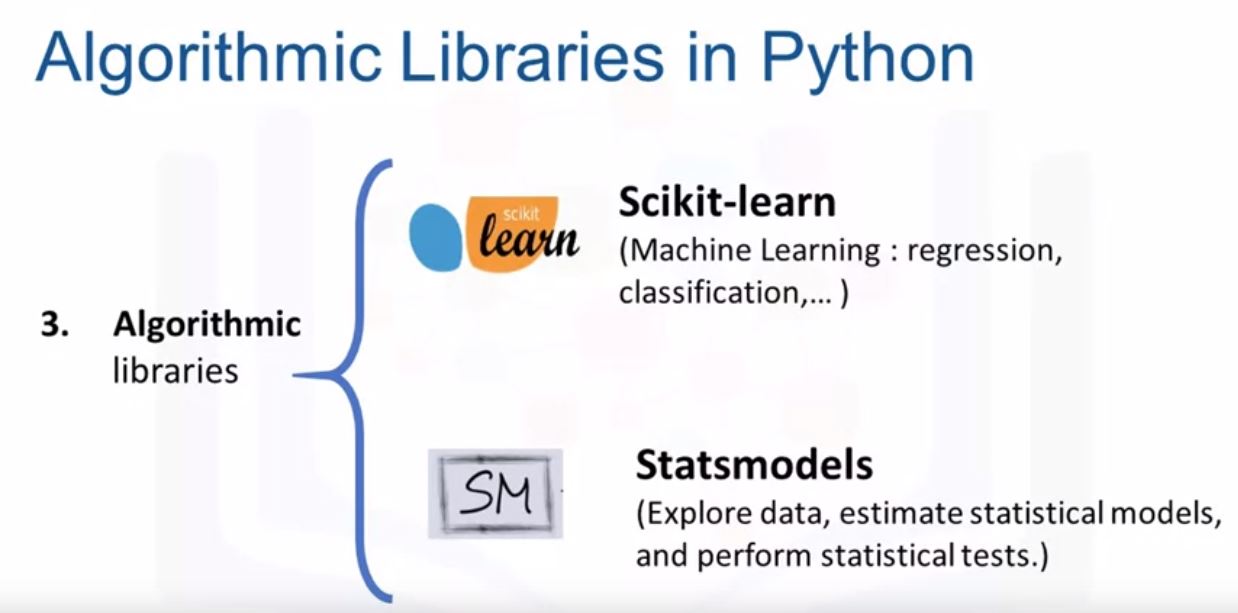 Algorithmic Libraries in Python
3. Algorithmic
libraries
scikit
learn
Scikit-learn
(Machine Learning : regression,
classification,... )
SM
Statsmodels
(Explore data, estimate statistical models,
and perform statistical tests.)